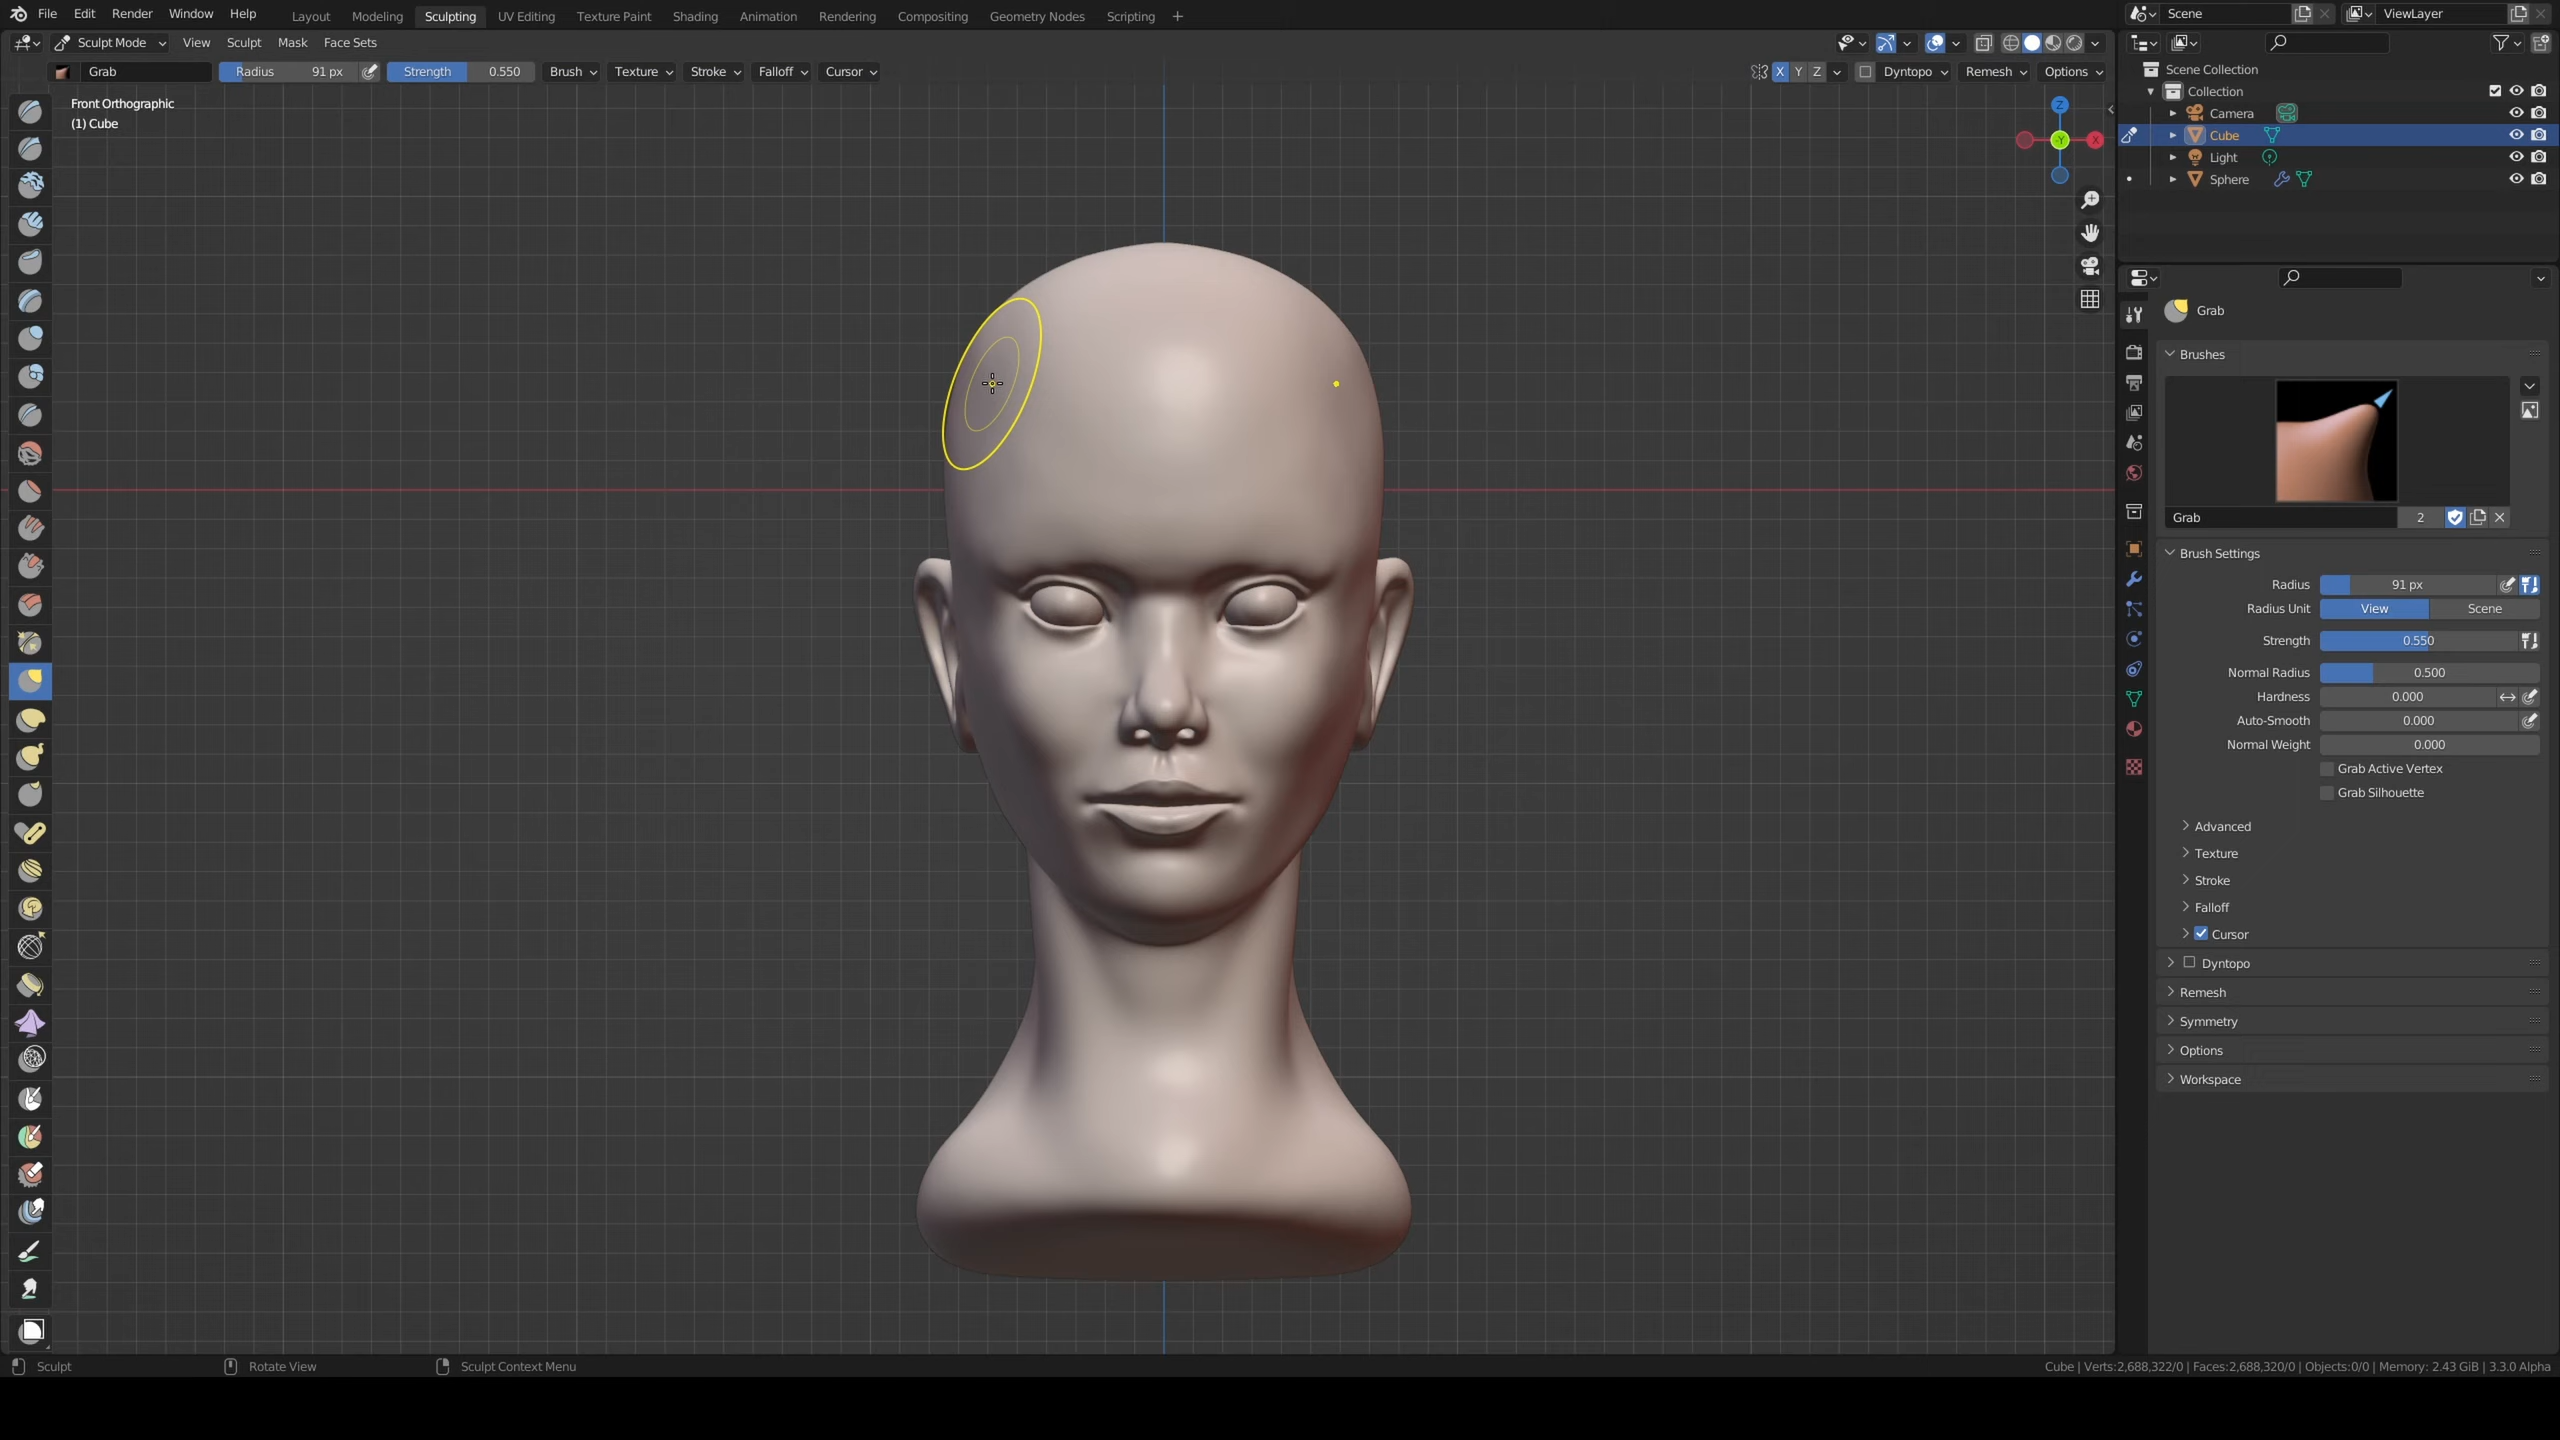 File Edit Render Window Help Layout Modeling Sculpting UV Editing Texture Paint Shading Animation Rendering Compositing Geometry Nodes Scripting + Scene ViewLayer
Sculpt Mode View Sculpt Mask Face Sets
Grab Radius 91 px Strength 0.550 Brush Texture Stroke Falloff Cursor X Y Z Dyntopo Remesh Options
Front Orthographic
(1) Cube
Z
Y
X
Scene Collection
Collection
Camera
Cube
Light
Sphere
Grab
Brushes
Grab 2
Brush Settings
Radius 91 px
Radius Unit View Scene
Strength 0.550
Normal Radius 0.500
Hardness 0.000
Auto-Smooth 0.000
Normal Weight 0.000
Grab Active Vertex
Grab Silhouette
Advanced
Texture
Stroke
Falloff
Cursor
Dyntopo
Remesh
Symmetry
Options
Workspace
Sculpt Rotate View Sculpt Context Menu Cube | Verts:2,688,322/0 | Faces:2,688,320/0 | Objects:0/0 | Memory: 2.43 GiB | 3.3.0 Alpha